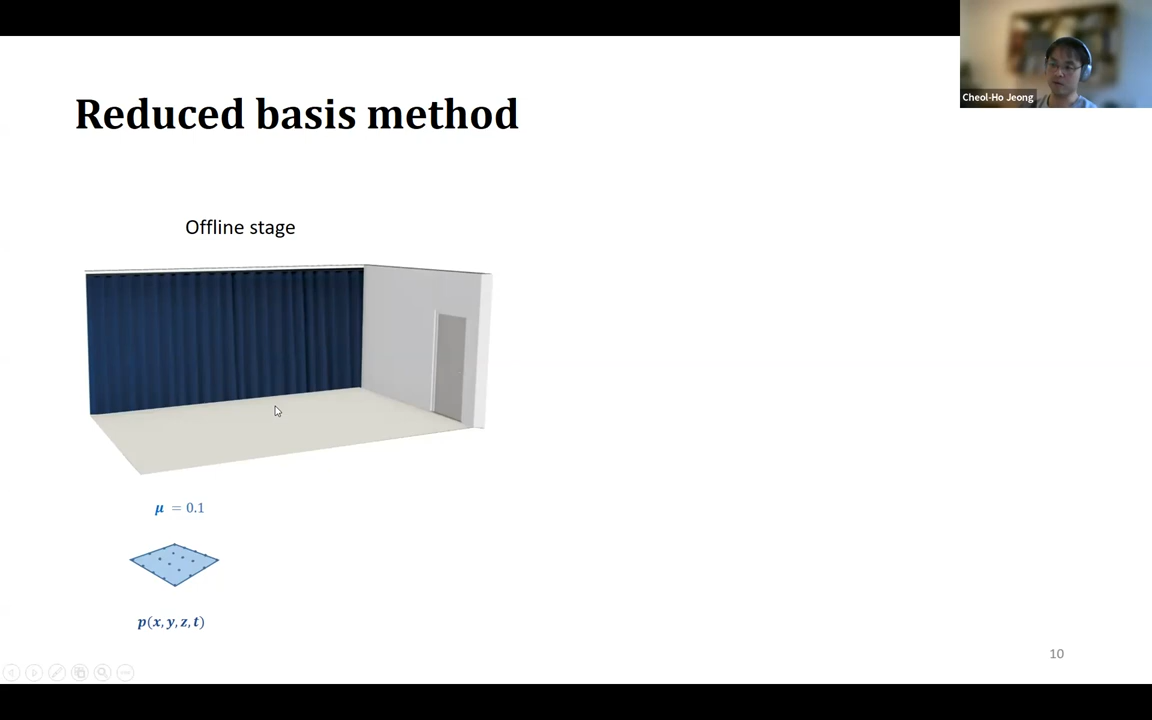 Cheol-Ho Jeong
Reduced basis method
Offline stage
μ = 0.1
p(x, y, z, t)
10